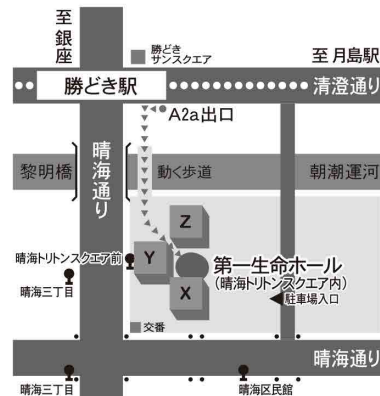 至
銀
座
勝どき
サンスクエア
至月島駅
勝どき駅
清澄通り
A2a出口
黎明橋
晴海通り
動く歩道
朝潮運河
Z
晴海トリトンスクエア前
Y
第一生命ホール
(晴海トリトンスクエア内)
X
駐車場入口
晴海三丁目
交番
晴海通り
晴海三丁目
晴海区民館